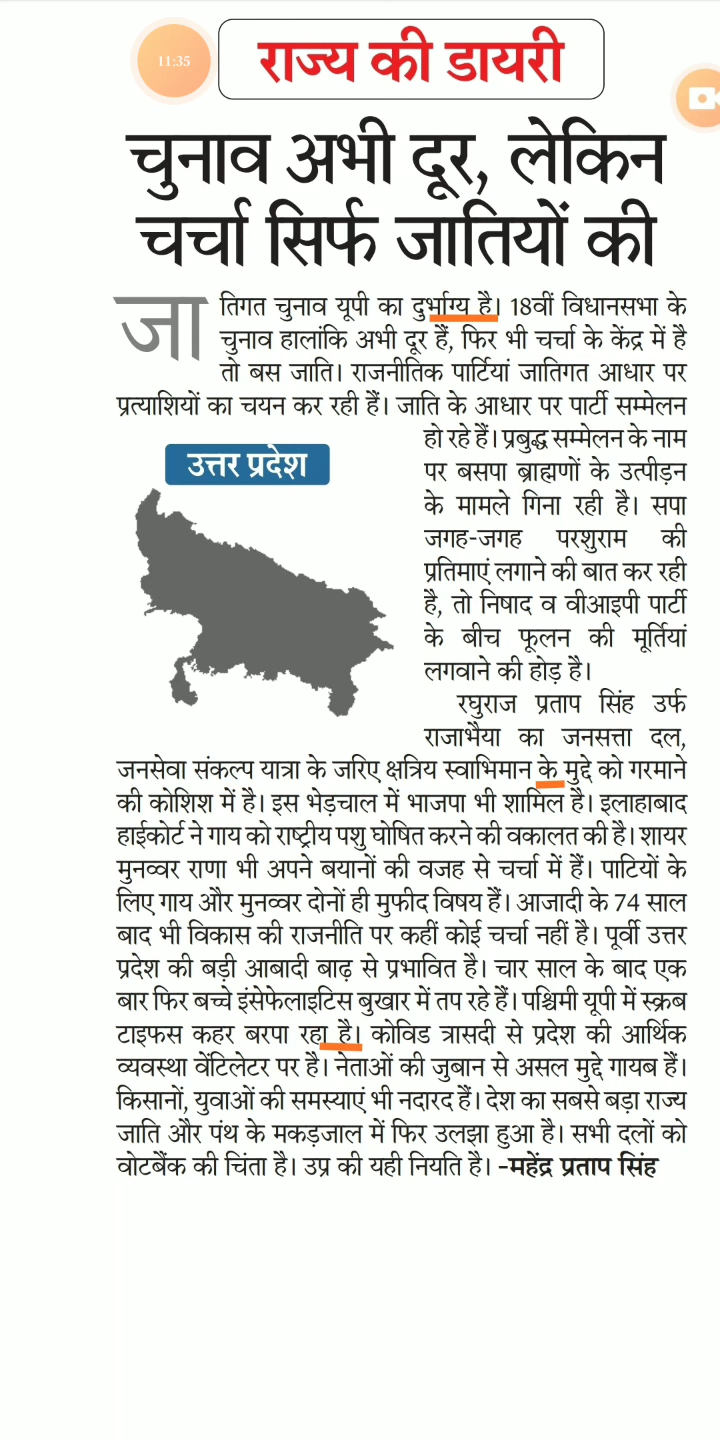 11:35
राज्य की डायरी
चुनाव अभी दूर, लेकिन
चर्चा सिर्फ जातियों की
जातिगत चुनाव यूपी का दुर्भाग्य है। 18वीं विधानसभा के
चुनाव हालांकि अभी दूर हैं, फिर भी चर्चा के केंद्र में है
तो बस जाति। राजनीतिक पार्टियां जातिगत आधार पर
प्रत्याशियों का चयन कर रही हैं। जाति के आधार पर पार्टी सम्मेलन
हो रहे हैं। प्रबुद्ध सम्मेलन के नाम
पर बसपा ब्राह्मणों के उत्पीड़न
के मामले गिना रही है। सपा
जगह-जगह परशुराम की
प्रतिमाएं लगाने की बात कर रही
है, तो निषाद व वीआइपी पार्टी
के बीच फूलन की मूर्तियां
लगवाने की होड़ है।
उत्तर प्रदेश
रघुराज प्रताप सिंह उर्फ
राजाभैया का जनसत्ता दल,
जनसेवा संकल्प यात्रा के जरिए क्षत्रिय स्वाभिमान के मुद्दे को गरमाने
की कोशिश में है। इस भेड़चाल में भाजपा भी शामिल है। इलाहाबाद
हाईकोर्ट ने गाय को राष्ट्रीय पशु घोषित करने की वकालत की है। शायर
मुनव्वर राणा भी अपने बयानों की वजह से चर्चा में हैं। पाटियों के
लिए गाय और मुनव्वर दोनों ही मुफीद विषय हैं। आजादी के 74 साल
बाद भी विकास की राजनीति पर कहीं कोई चर्चा नहीं है। पूर्वी उत्तर
प्रदेश की बड़ी आबादी बाढ़ से प्रभावित है। चार साल के बाद एक
बार फिर बच्चे इंसेफेलाइटिस बुखार में तप रहे हैं। पश्चिमी यूपी में स्क्रब
टाइफस कहर बरपा रहा है। कोविड त्रासदी से प्रदेश की आर्थिक
व्यवस्था वेंटिलेटर पर है। नेताओं की जुबान से असल मुद्दे गायब हैं।
किसानों, युवाओं की समस्याएं भी नदारद हैं। देश का सबसे बड़ा राज्य
जाति और पंथ के मकड़जाल में फिर उलझा हुआ है। सभी दलों को
वोटबैंक की चिंता है। उप्र की यही नियति है। -महेंद्र प्रताप सिंह